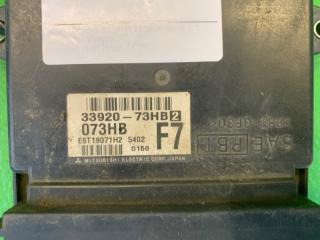 33920-73HB2
073HB
F7
E6T19071H2 5402
0160
MITSUBISHI ELECTRIC CORP. JAPAN
SAE PBT